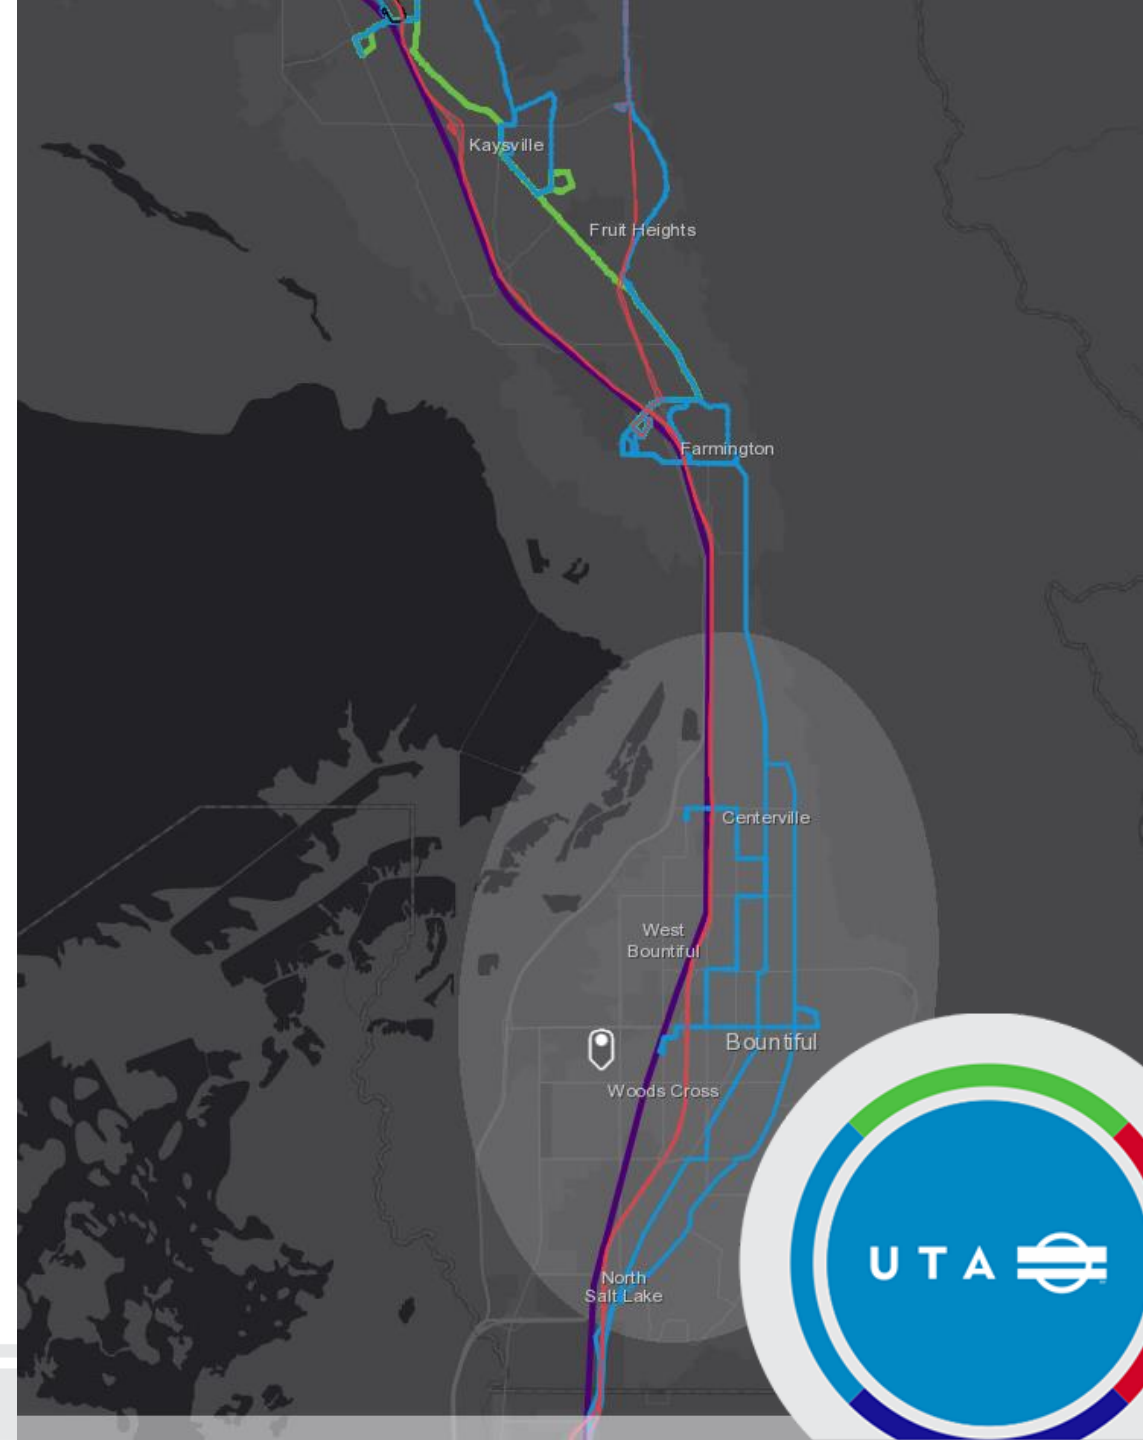 Kaysville
Fruit Heights
Farmington
Centerville
West
Bountiful
Bountiful
Woods Cross
North
Salt Lake
UTA